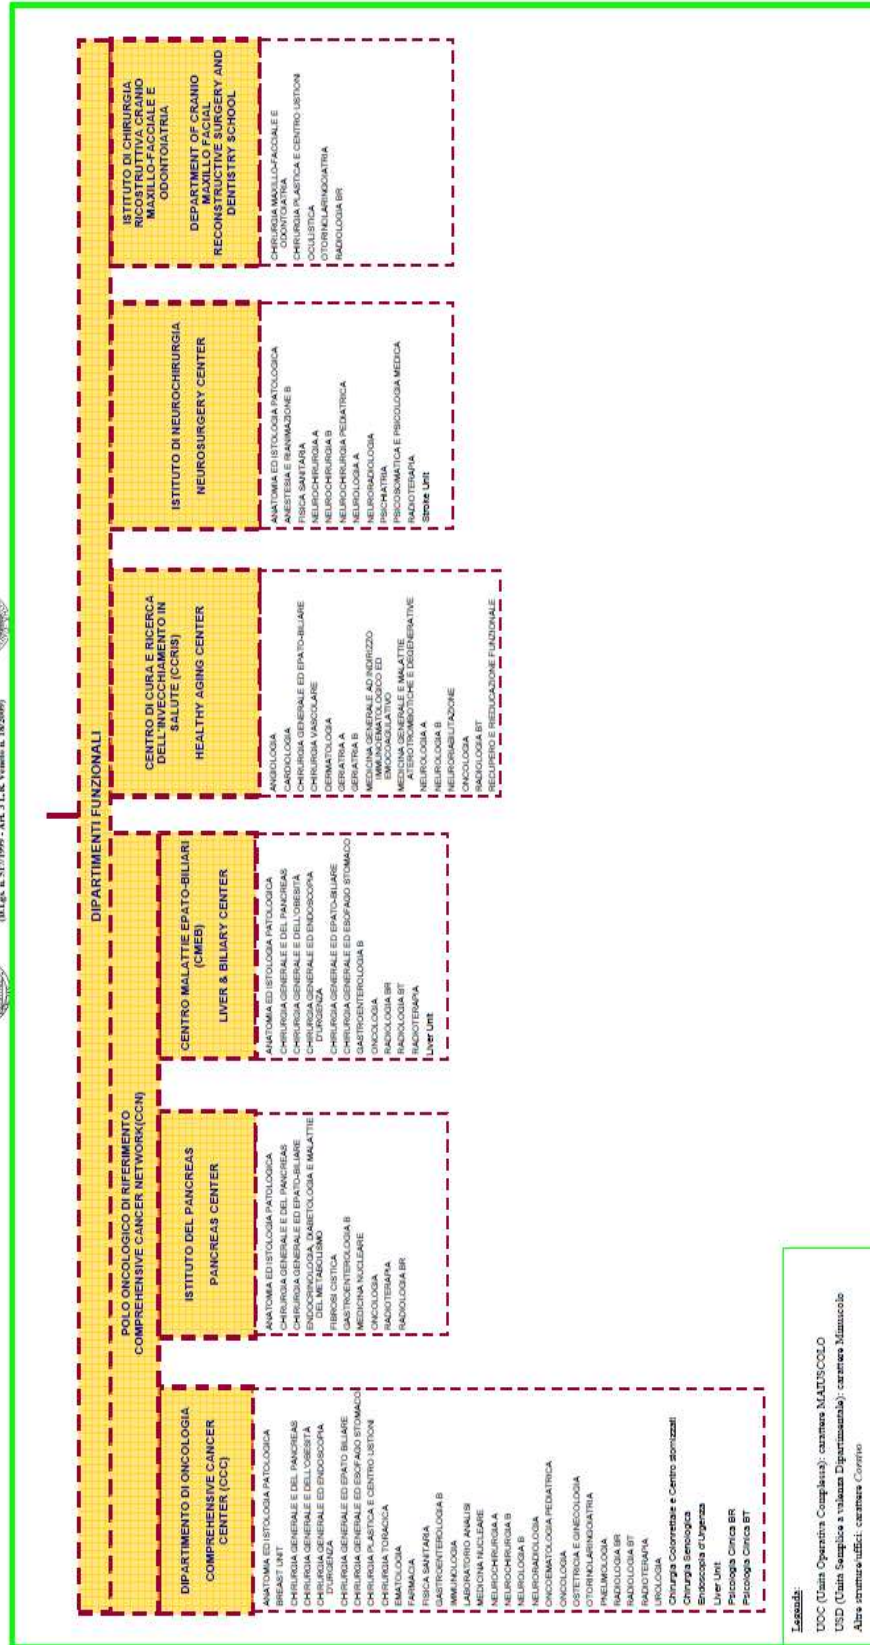 DIPARTIMENTI FUNZIONALI
POLO ONCOLOGICO DI RIFERIMENTO
COMPREHENSIVE CANCER NETWORK(CCN)
DIPARTIMENTO DI ONCOLOGIA
COMPREHENSIVE CANCER
CENTER (CCC)
ANATOMIA ED ISTOLOGIA PATOLOGICA
BREAST UNIT
CHIRURGIA GENERALE E DEL PANCREAS
CHIRURGIA GENERALE E DELL'OBESITÀ
CHIRURGIA GENERALE ED ENDOSCOPIA
D'URGENZA
CHIRURGIA GENERALE ED EPATO BILIARE
CHIRURGIA GENERALE ED ESOFAGO STOMACO
CHIRURGIA PLASTICA E CENTRO USTIONI
CHIRURGIA TORACICA
EMATOLOGIA
FARMACIA
FISICA SANITARIA
GASTROENTEROLOGIA B
IMMUNOLOGIA
LABORATORIO ANALISI
MEDICINA NUCLEARE
NEUROCHIRURGIA A
NEUROCHIRURGIA B
NEUROLOGIA B
NEURORADIOLOGIA
ONCOEMATOLOGIA PEDIATRICA
ONCOLOGIA
OSTETRICIA E GINECOLOGIA
OTORINOLARINGOIATRIA
PNEUMOLOGIA
RADIOLOGIA BR
RADIOLOGIA BT
RADIOTERAPIA
UROLOGIA
Chirurgia Colorettale e Centro stomizzati
Chirurgia Senologica
Endoscopia d'Urgenza
Liver Unit
Psicologia Clinica BR
Psicologia Clinica BT
ISTITUTO DEL PANCREAS
PANCREAS CENTER
ANATOMIA ED ISTOLOGIA PATOLOGICA
CHIRURGIA GENERALE E DEL PANCREAS
CHIRURGIA GENERALE ED EPATO-BILIARE
ENDOCRINOLOGIA, DIABETOLOGIA E MALATTIE
DEL METABOLISMO
FIBROSI CISTICA
GASTROENTEROLOGIA B
MEDICINA NUCLEARE
ONCOLOGIA
RADIOTERAPIA
RADIOLOGIA BR
CENTRO MALATTIE EPATO-BILIARI
(CMEB)
LIVER & BILIARY CENTER
ANATOMIA ED ISTOLOGIA PATOLOGICA
CHIRURGIA GENERALE E DEL PANCREAS
CHIRURGIA GENERALE E DELL'OBESITÀ
CHIRURGIA GENERALE ED ENDOSCOPIA
D'URGENZA
CHIRURGIA GENERALE ED EPATO-BILIARE
CHIRURGIA GENERALE ED ESOFAGO STOMACO
GASTROENTEROLOGIA B
ONCOLOGIA
RADIOLOGIA BR
RADIOLOGIA BT
RADIOTERAPIA
Liver Unit
CENTRO DI CURA E RICERCA
DELL'INVECCHIAMENTO IN
SALUTE (CCRIS)
HEALTHY AGING CENTER
ANGIOLOGIA
CARDIOLOGIA
CHIRURGIA GENERALE ED EPATO-BILIARE
CHIRURGIA VASCOLARE
DERMATOLOGIA
GERIATRIA A
GERIATRIA B
MEDICINA GENERALE AD INDIRIZZO
IMMUNOEMATOLOGICO ED
EMOCOAGULATIVO
MEDICINA GENERALE E MALATTIE
ATEROTROMBOTICHE E DEGENERATIVE
NEUROLOGIA A
NEUROLOGIA B
NEURORIABILITAZIONE
ONCOLOGIA
RADIOLOGIA BT
RECUPERO E RIEDUCAZIONE FUNZIONALE
ISTITUTO DI NEUROCHIRURGIA
NEUROSURGERY CENTER
ANATOMIA ED ISTOLOGIA PATOLOGICA
ANESTESIA E RIANIMAZIONE B
FISICA SANITARIA
NEUROCHIRURGIA A
NEUROCHIRURGIA B
NEUROCHIRURGIA PEDIATRICA
NEUROLOGIA A
NEURORADIOLOGIA
PSICHIATRIA
PSICOSOMATICA E PSICOLOGIA MEDICA
RADIOTERAPIA
Stroke Unit
ISTITUTO DI CHIRURGIA
RICOSTRUTTIVA CRANIO
MAXILLO-FACCIALE E
ODONTOIATRIA
DEPARTMENT OF CRANIO
MAXILLO FACIAL
RECONSTRUCTIVE SURGERY AND
DENTISTRY SCHOOL
CHIRURGIA MAXILLO-FACCIALE E
ODONTOIATRIA
CHIRURGIA PLASTICA E CENTRO USTIONI
OCULISTICA
OTORINOLARINGOIATRIA
RADIOLOGIA BR
Legenda:
UOC (Unità Operativa Complessa): carattere MAIUSCOLO
USD (Unità Semplice a valenza Dipartimentale): carattere Minuscolo
Altre strutture/uffici: carattere Corsivo